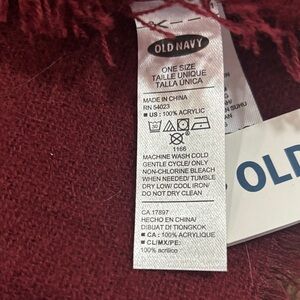 OLD NAVY
ONE SIZE
TAILLE UNIQUE
TALLA ÚNICA
MADE IN CHINA
RN 54023
■ US: 100% ACRYLIC
1166
MACHINE WASH COLD
GENTLE CYCLE/ ONLY
NON-CHLORINE BLEACH
WHEN NEEDED/ TUMBLE
DRY LOW/ COOL IRON/
DO NOT DRY CLEAN
CA 17897
HECHO EN CHINA/
DIBUAT DI TIONGKOK
■ CA: 100% ACRYLIQUE
■ CL/MX/PE:
100% acrílico
SUHU
OLD